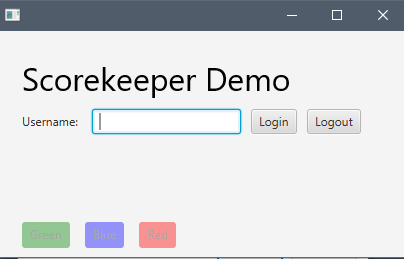 Scorekeeper Demo
Username: Login Logout
Green Blue Red